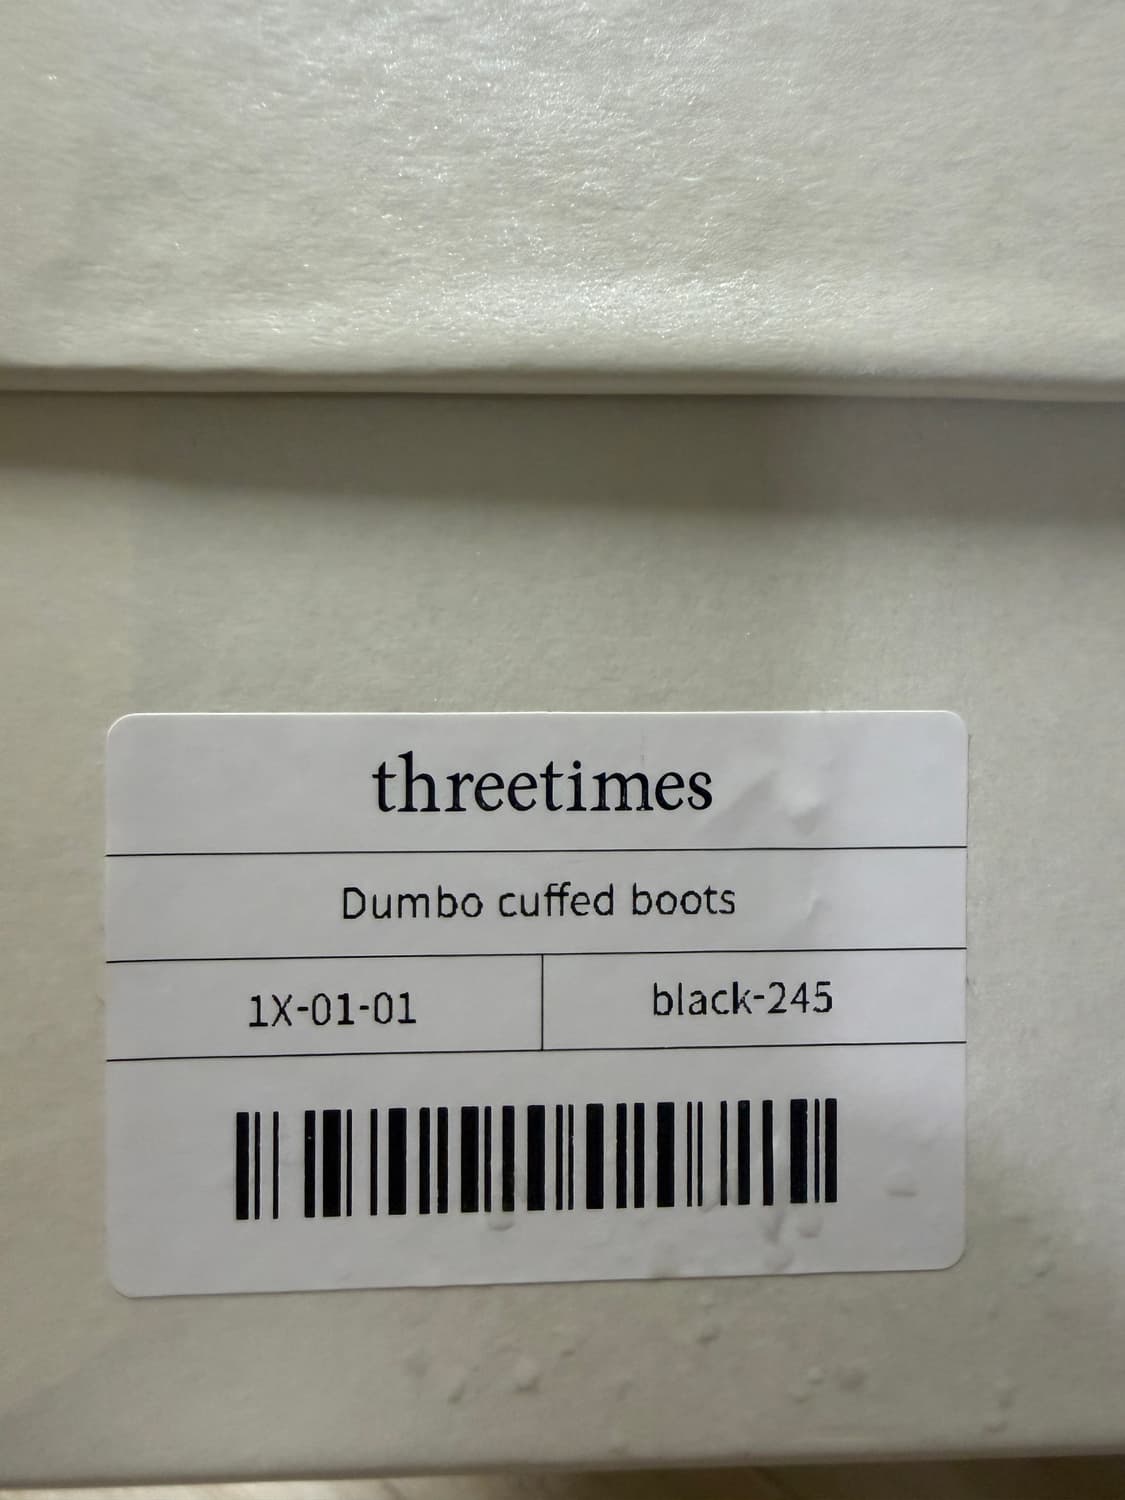 threetimes
Dumbo cuffed boots
1X-01-01
black-245